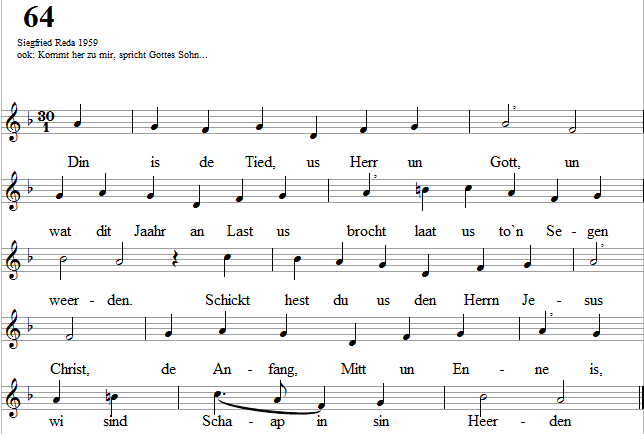 64
Siegfried Reda 1959
ook: Kommt her zu mir, spricht Gottes Sohn...
30
1
Din is de Tied, us Herr un Gott, un
wat dit Jaahr an Last us brocht laat us to`n Se - gen
weer - den. Schickt hest du us den Herrn Je - sus
Christ, de An - fang, Mitt un En - ne is,
wi sind Scha - ap in sin Heer - den